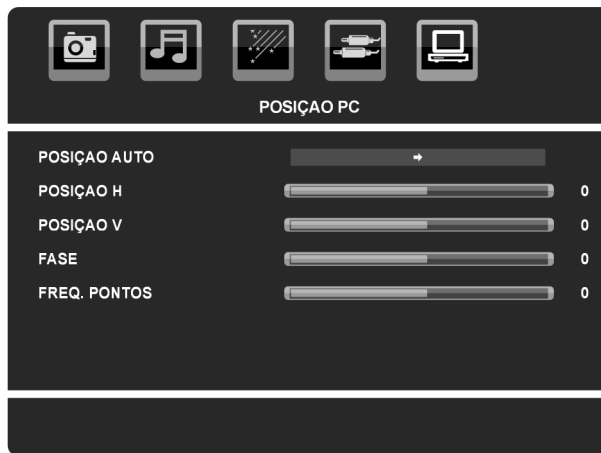 POSIÇAO PC
POSIÇAO AUTO
POSIÇAO H 0
POSIÇAO V 0
FASE 0
FREQ. PONTOS 0